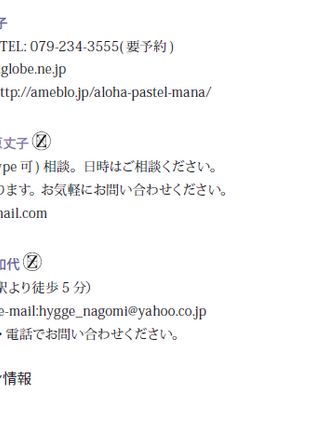 子
TEL: 079-234-3555( 要予約 )
globe.ne.jp
ttp://ameblo.jp/aloha-pastel-mana/
丈子 Z
ype 可 ) 相談。日時はご相談ください。
ります。お気軽にお問い合わせください。
mail.com
和代 Z
駅より徒歩 5 分）
e-mail:hygge_nagomi@yahoo.co.jp
・電話でお問い合わせください。
情報